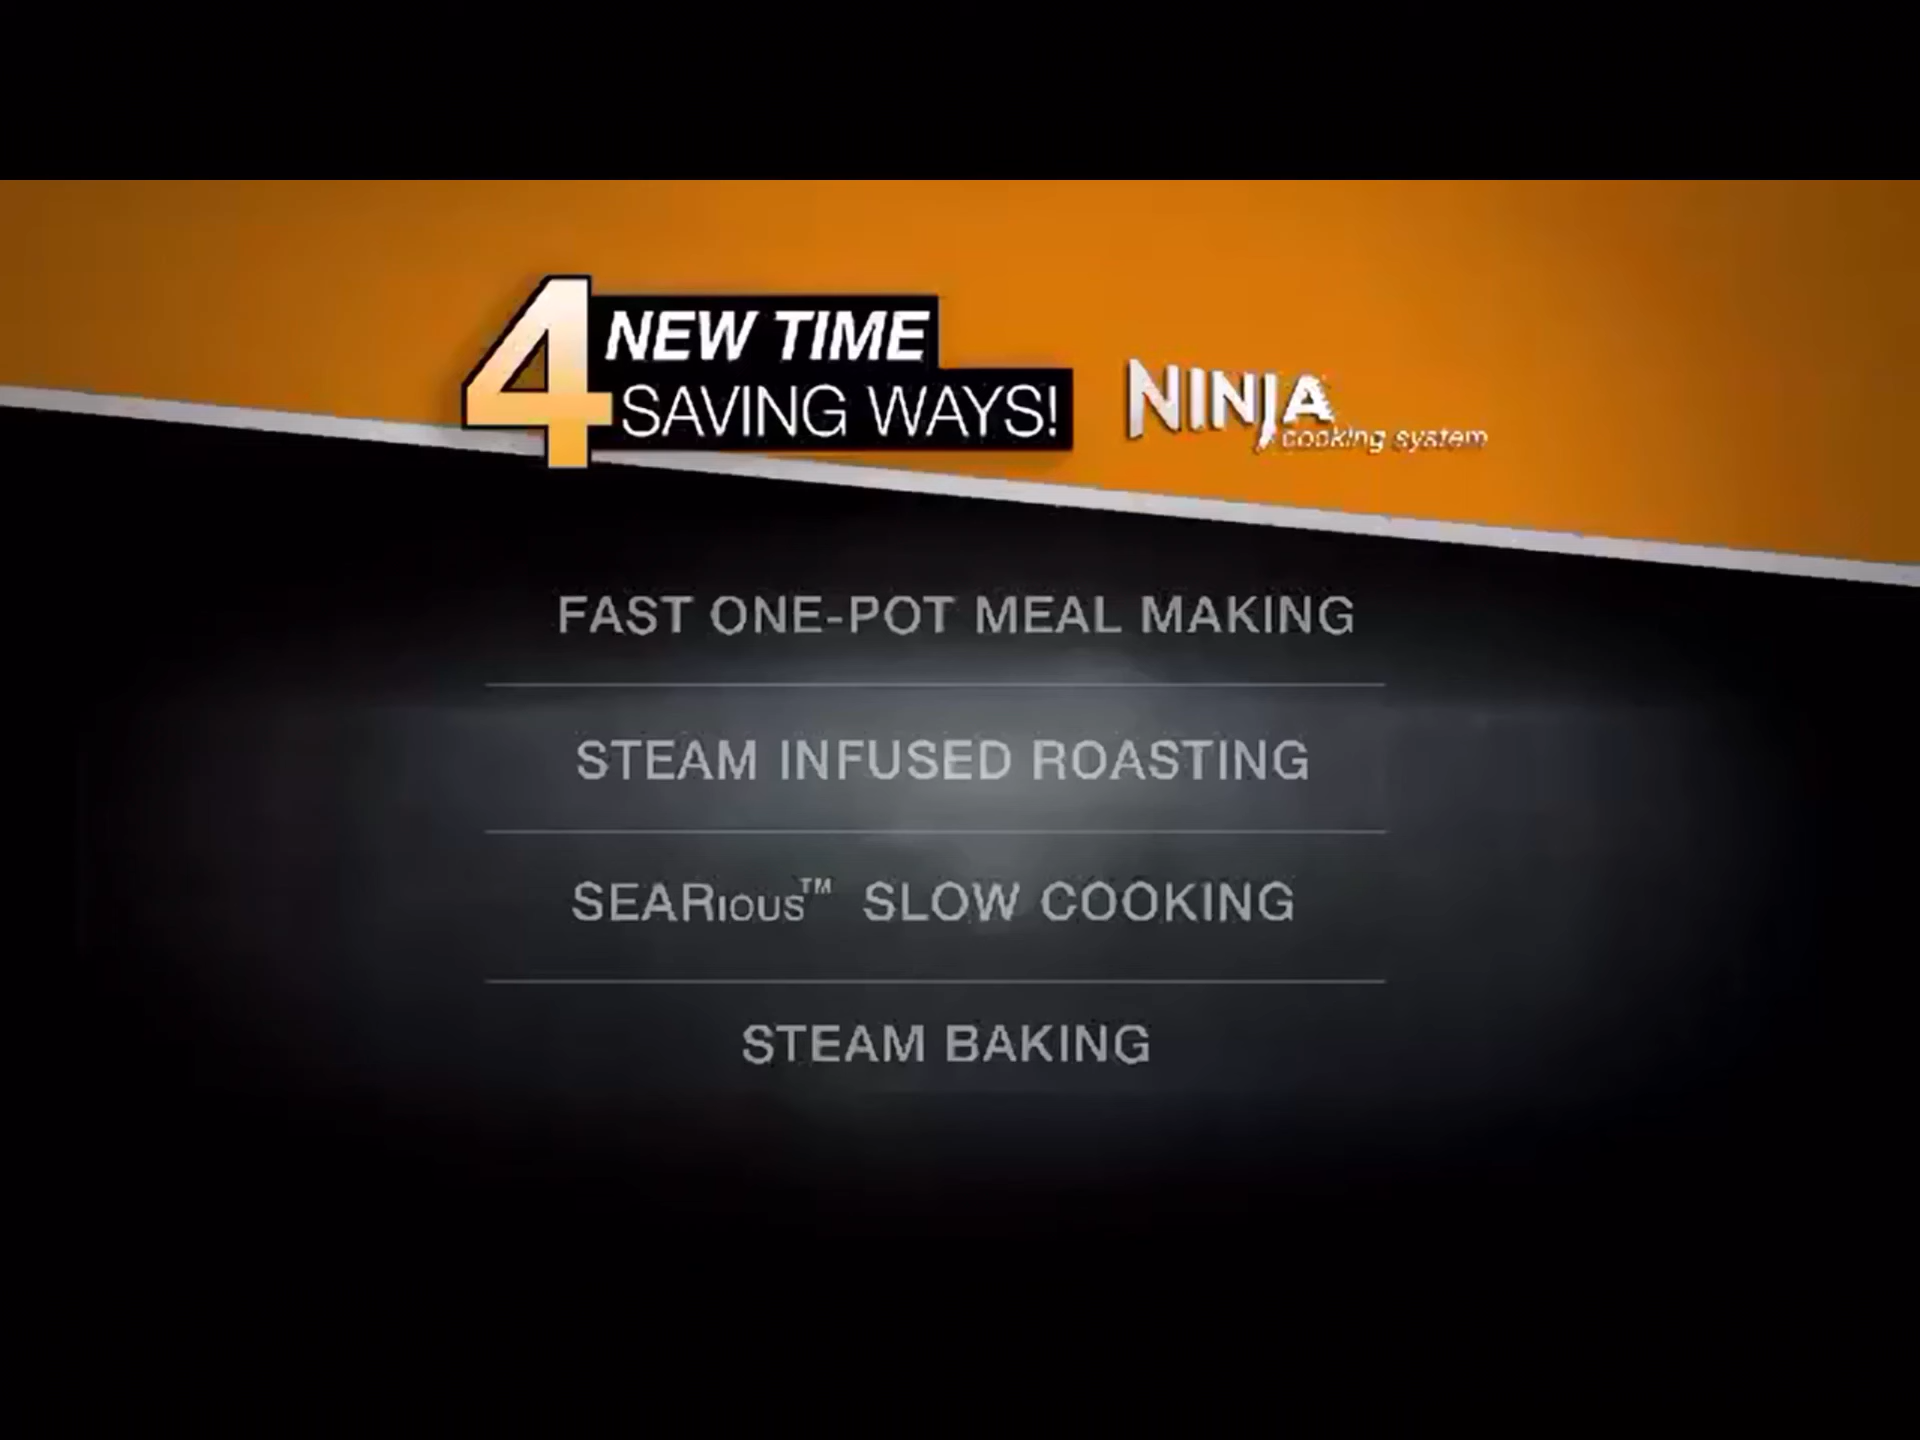 4 NEW TIME
SAVING WAYS!
NINJA
cooking system
FAST ONE-POT MEAL MAKING
STEAM INFUSED ROASTING
SEARIOUS™ SLOW COOKING
STEAM BAKING